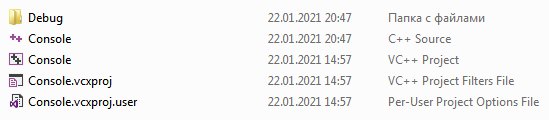 Debug 22.01.2021 20:47 Папка с файлами
Console 22.01.2021 20:47 C++ Source
Console 22.01.2021 14:57 VC++ Project
Console.vcxproj 22.01.2021 14:57 VC++ Project Filters File
Console.vcxproj.user 22.01.2021 14:57 Per-User Project Options File